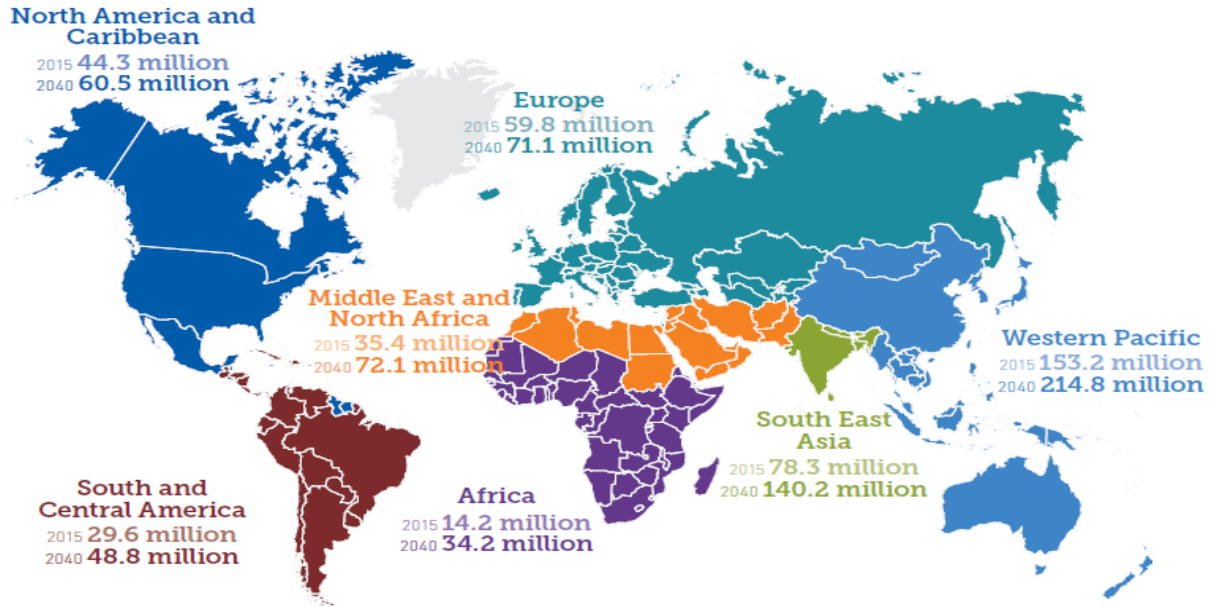 North America and
Caribbean
2015 44.3 million
2040 60.5 million
Europe
2015 59.8 million
2040 71.1 million
Middle East and
North Africa
2015 35.4 million
2040 72.1 million
Western Pacific
2015 153.2 million
2040 214.8 million
South East
Asia
2015 78.3 million
2040 140.2 million
South and
Central America
2015 29.6 million
2040 48.8 million
Africa
2015 14.2 million
2040 34.2 million